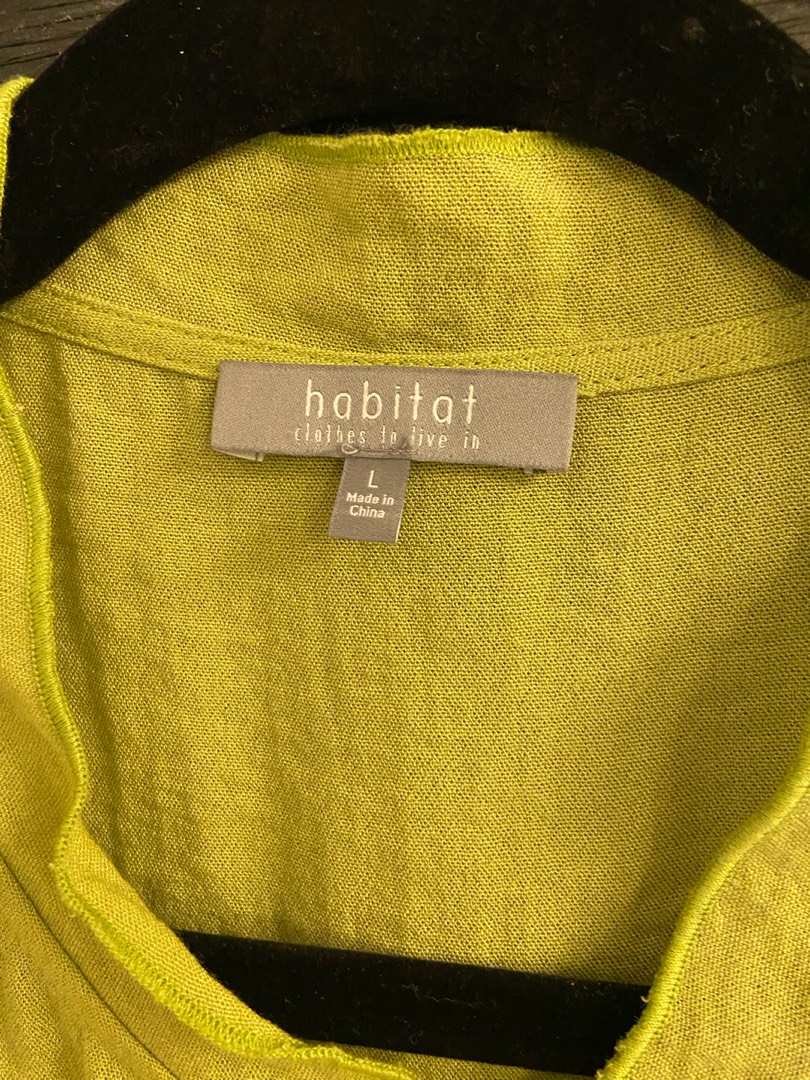 habitat
clothes to live in
L
Made in
China